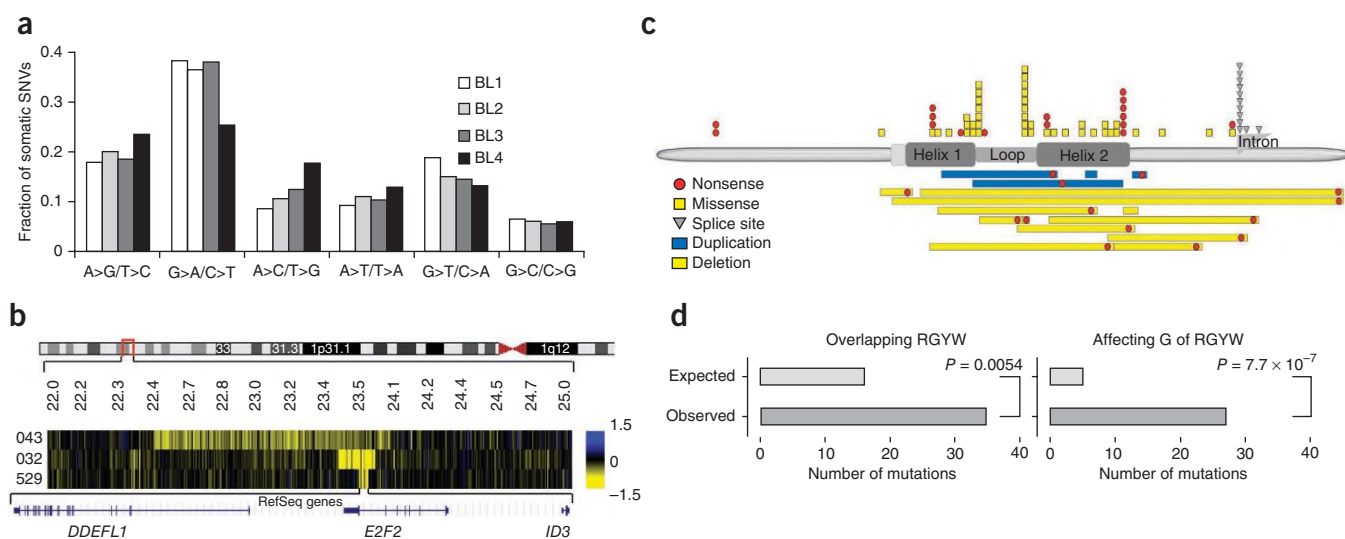 a
Fraction of somatic SNVs
0.4
0.3
0.2
0.1
0
BL1
BL2
BL3
BL4
A>G/T>C
G>A/C>T
A>C/T>G
A>T/T>A
G>T/C>A
G>C/C>G
b
33
31.3
1p31.1
1q12
22.0
22.2
22.3
22.4
22.7
22.8
23.0
23.1
23.5
24.1
24.2
24.4
24.5
24.7
25.0
043
032
529
1.5
0
−1.5
RefSeq genes
DDEFL1
E2F2
ID3
c
Intron
Helix 1
Loop
Helix 2
Nonsense
Missense
Splice site
Duplication
Deletion
d
Overlapping RGYW
Affecting G of RGYW
Expected
Observed
P = 0.0054
P = 7.7 × 10⁻⁷
0 10 20 30 40
0 10 20 30 40
Number of mutations
Number of mutations